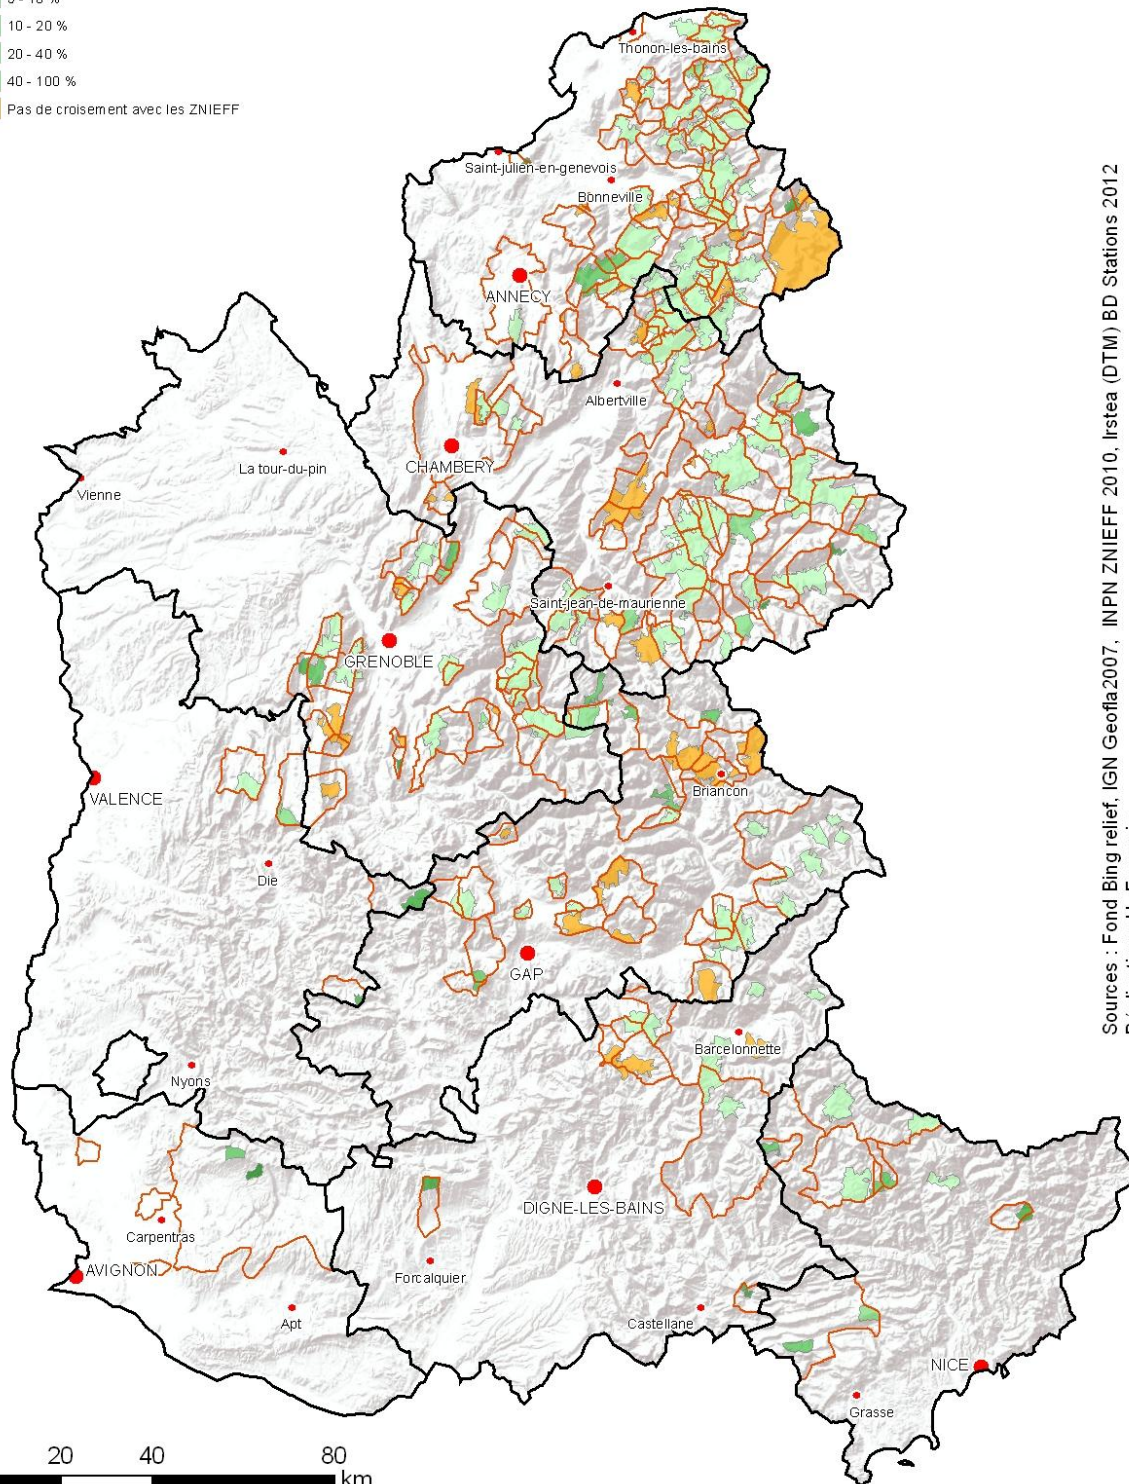 10 - 20 %
20 - 40 %
40 - 100 %
Pas de croisement avec les ZNIEFF
Thonon-les-bains
Saint-julien-en-genevois
Bonneville
ANNECY
Albertville
CHAMBERY
La tour-du-pin
Vienne
Saint-jean-de-maurienne
GRENOBLE
VALENCE
Briancon
Die
GAP
Barcelonnette
Nyons
DIGNE-LES-BAINS
Carpentras
AVIGNON
Forcalquier
Apt
Castellane
NICE
Grasse
20 40 80
km
Sources : Fond Bing relief, IGN Geofla2007, INPN ZNIEFF 2010, Irstea (DTM) BD Stations 2012